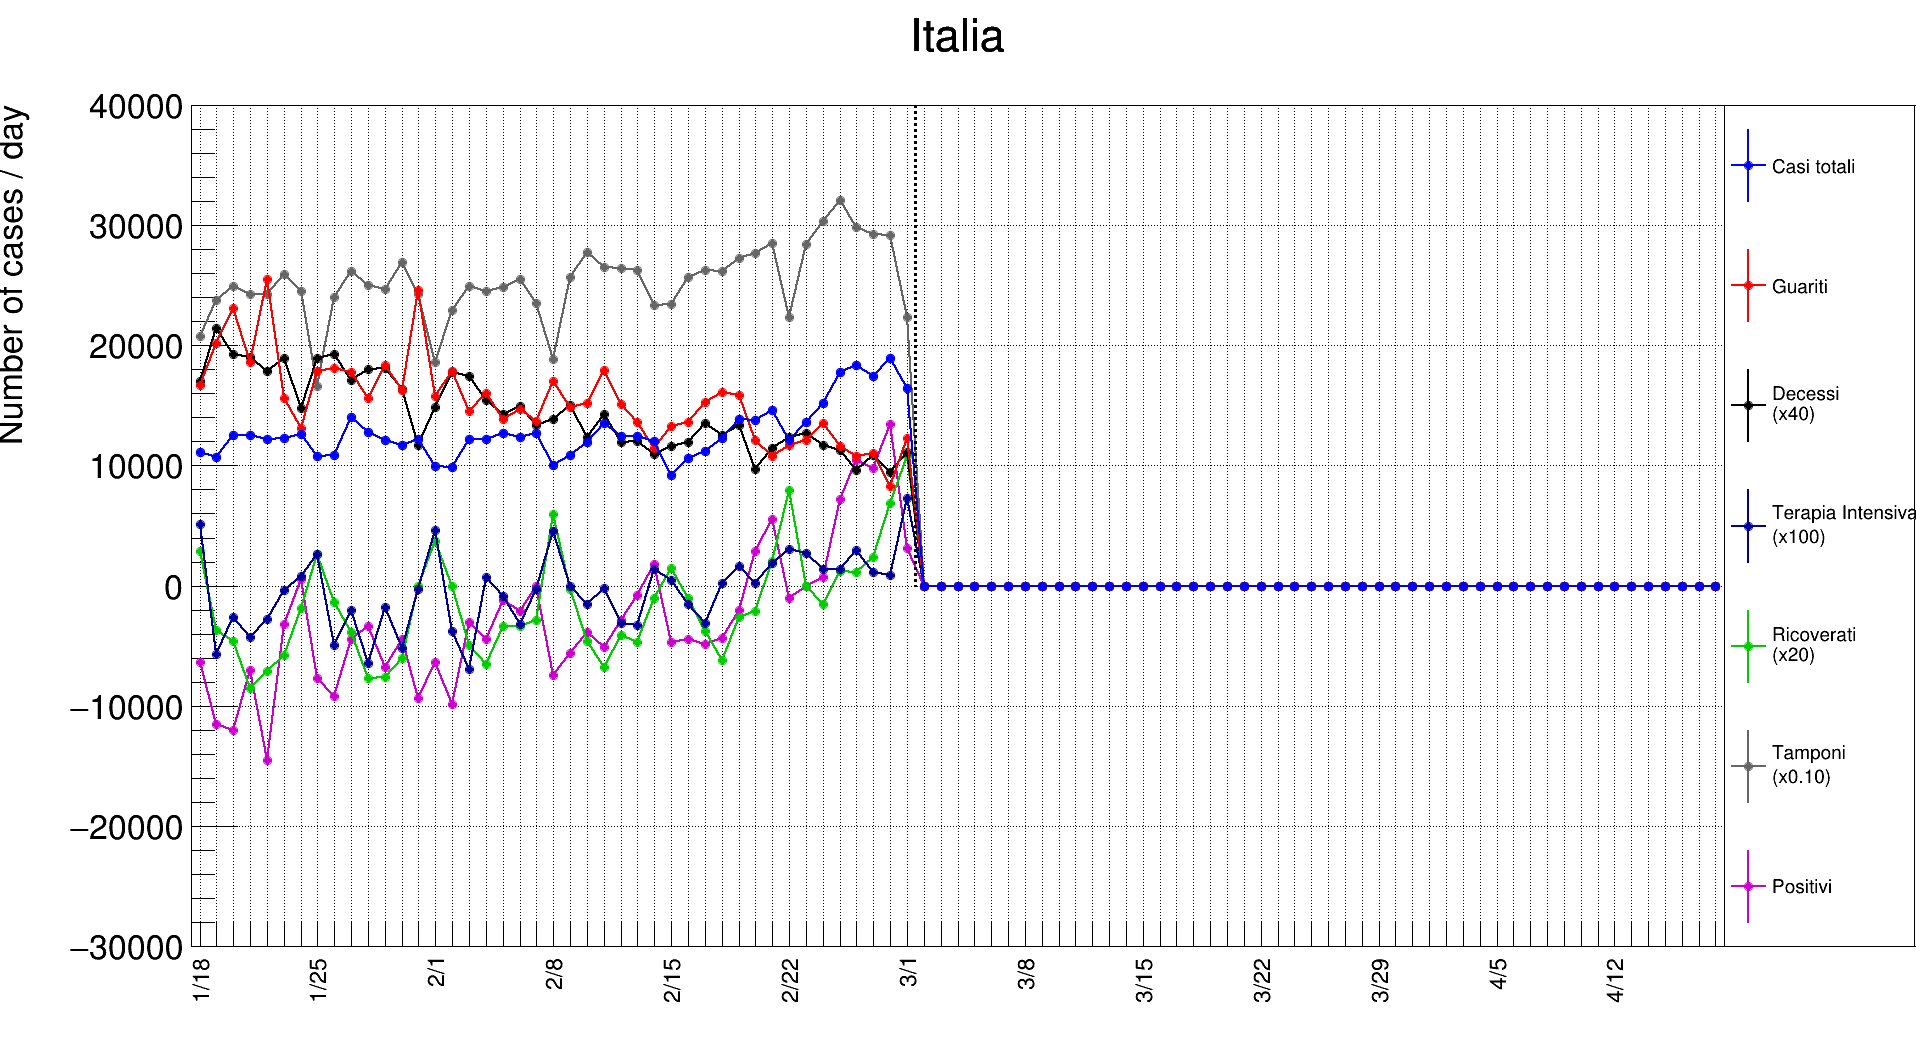 Italia
Number of cases / day
40000
30000
20000
10000
0
−10000
−20000
−30000
1/18
1/25
2/1
2/8
2/15
2/22
3/1
3/8
3/15
3/22
3/29
4/5
4/12
Casi totali
Guariti
Decessi
(x40)
Terapia Intensiva
(x100)
Ricoverati
(x20)
Tamponi
(x0.10)
Positivi